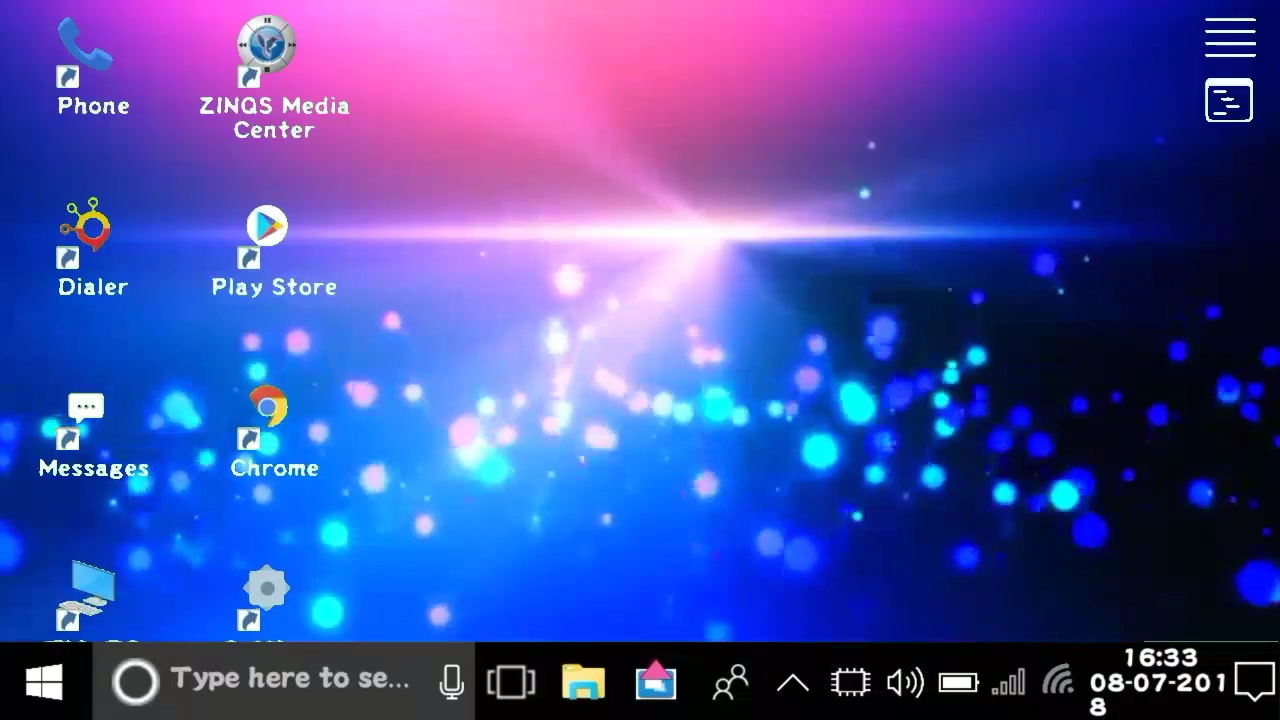 Phone
ZINQS Media
Center
Dialer
Play Store
Messages
Chrome
Type here to se...
16:33
08-07-201
8